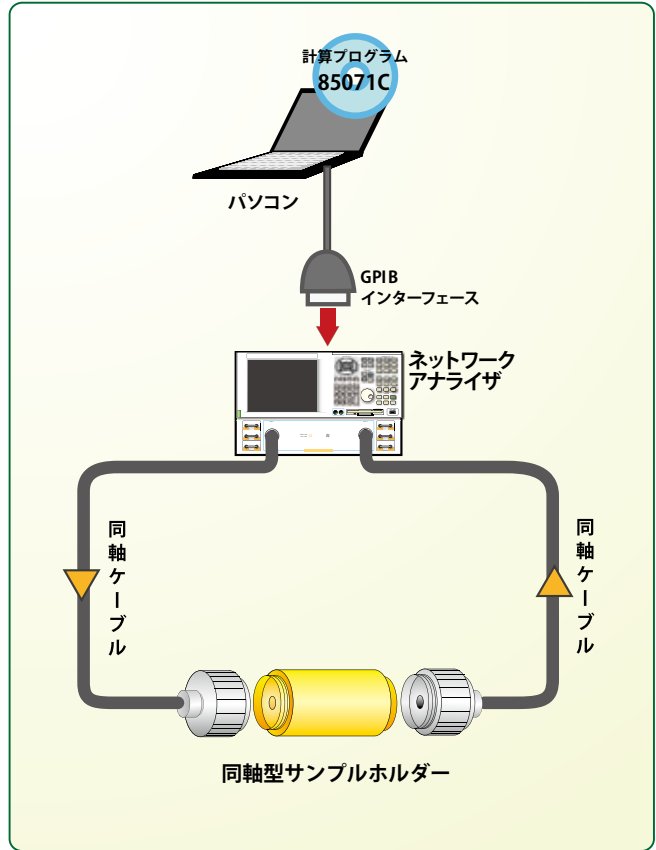 計算プログラム
85071C
パソコン
GPIB
インターフェース
ネットワーク
アナライザ
同軸ケーブル
同軸ケーブル
同軸型サンプルホルダー